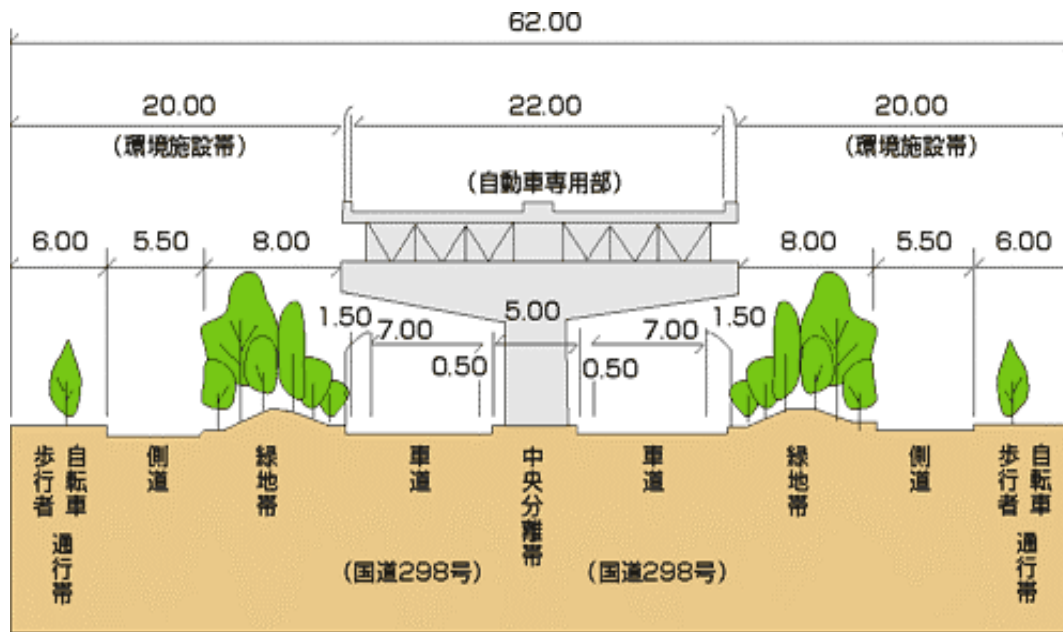 62.00
20.00
22.00
20.00
(環境施設帯)
(環境施設帯)
(自動車専用部)
6.00
5.50
8.00
8.00
5.50
6.00
1.50
7.00
5.00
7.00
1.50
0.50
0.50
自転車
歩行者
通行帯
側道
緑地帯
車道
中央分離帯
車道
緑地帯
側道
自転車
歩行者
通行帯
(国道298号)
(国道298号)